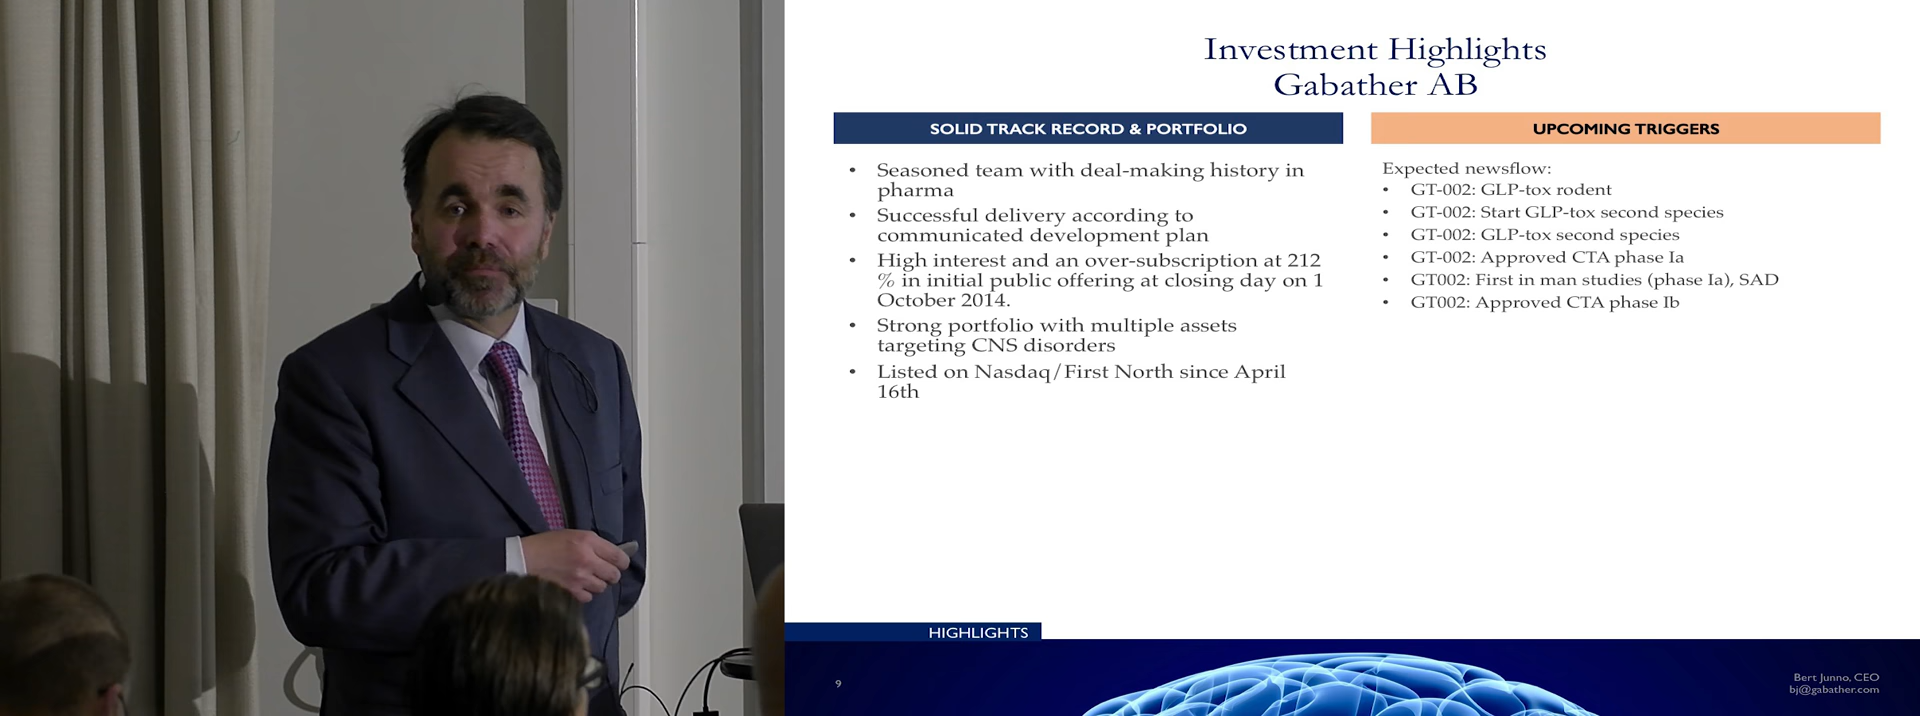 Investment Highlights
Gabather AB
SOLID TRACK RECORD & PORTFOLIO
• Seasoned team with deal-making history in
pharma
• Successful delivery according to
communicated development plan
• High interest and an over-subscription at 212
% in initial public offering at closing day on 1
October 2014.
• Strong portfolio with multiple assets
targeting CNS disorders
• Listed on Nasdaq/First North since April
16th
UPCOMING TRIGGERS
Expected newsflow:
• GT-002: GLP-tox rodent
• GT-002: Start GLP-tox second species
• GT-002: GLP-tox second species
• GT-002: Approved CTA phase Ia
• GT002: First in man studies (phase Ia), SAD
• GT002: Approved CTA phase Ib
HIGHLIGHTS
9
Bert Junno, CEO
bj@gabather.com